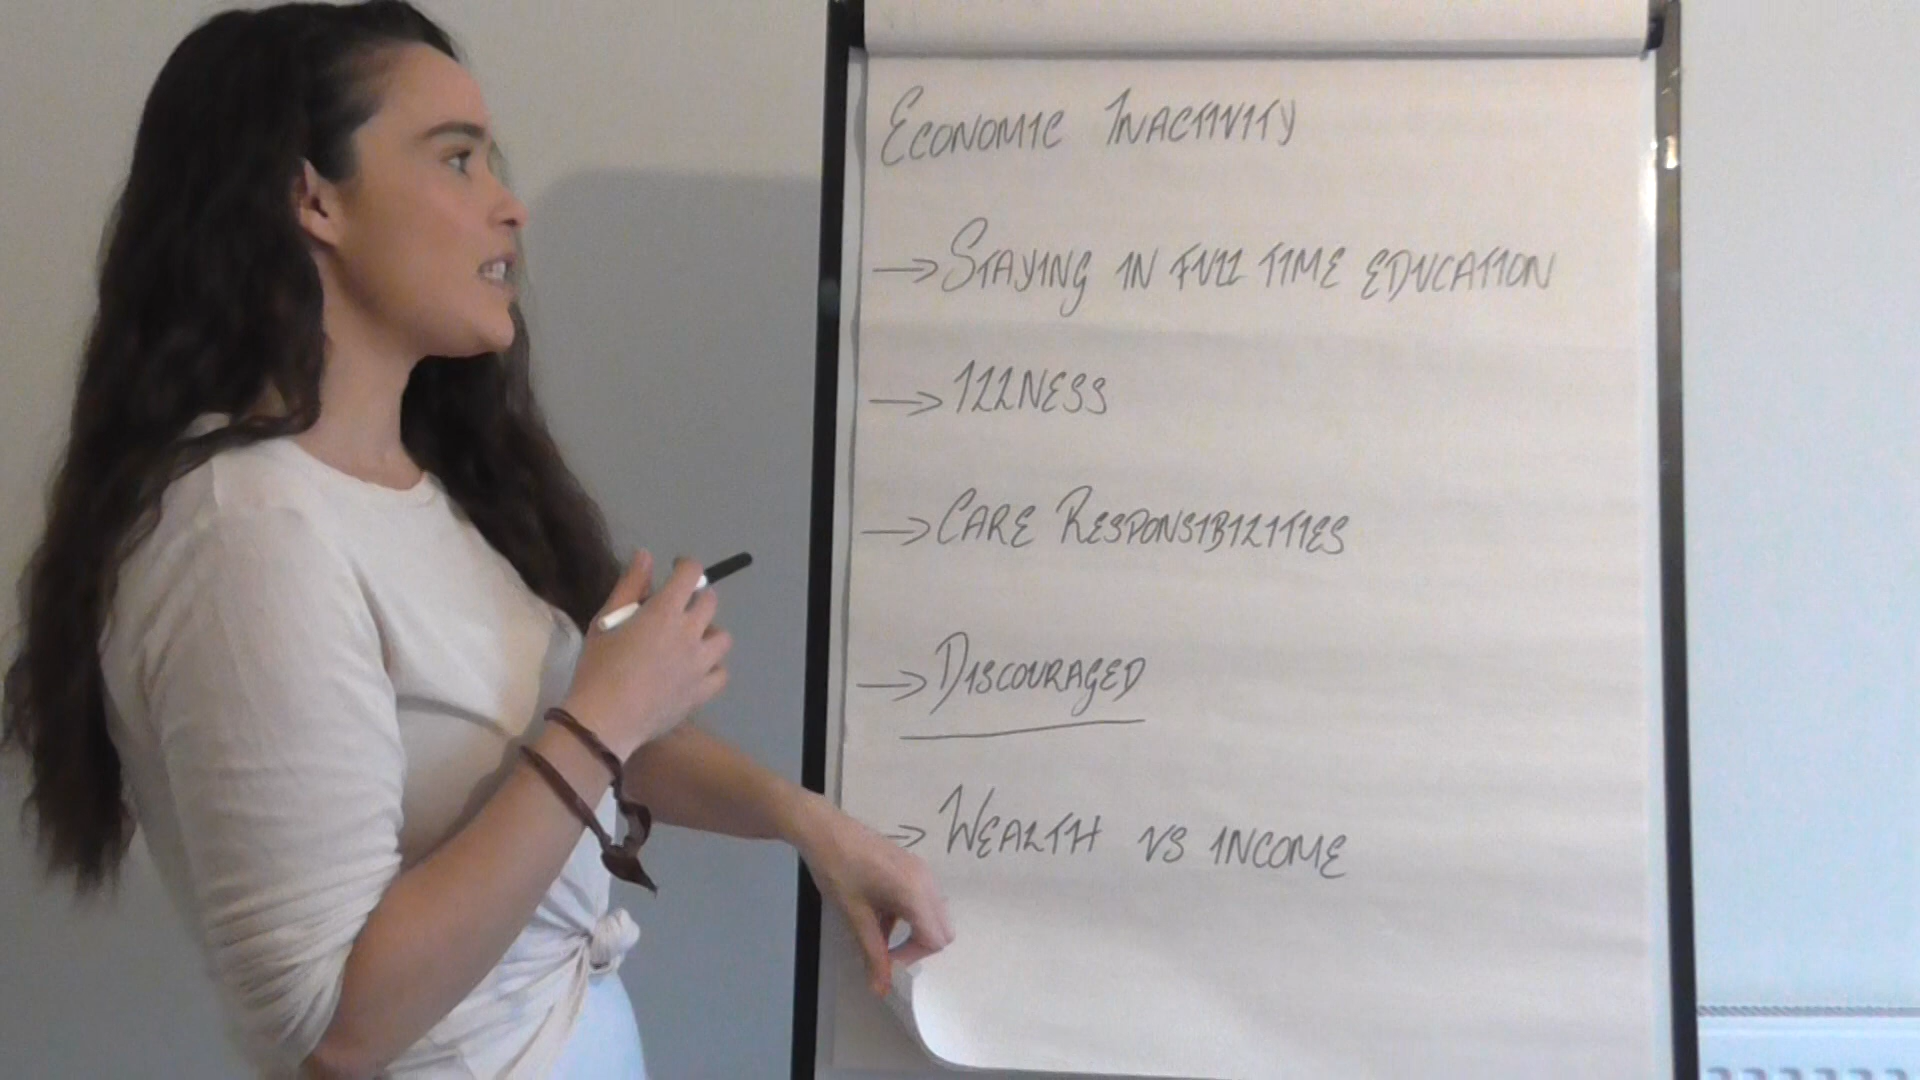 Economic Inactivity
→ Staying in full time education
→ Illness
→ Care Responsibilities
→ Discouraged
→ Wealth vs income